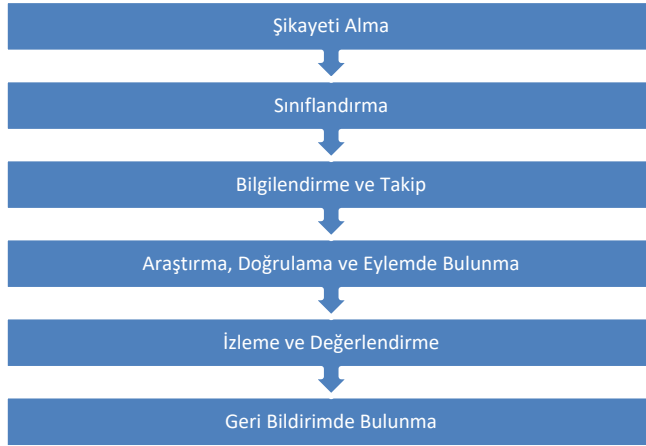 Şikayeti Alma
Sınıflandırma
Bilgilendirme ve Takip
Araştırma, Doğrulama ve Eylemde Bulunma
İzleme ve Değerlendirme
Geri Bildirimde Bulunma